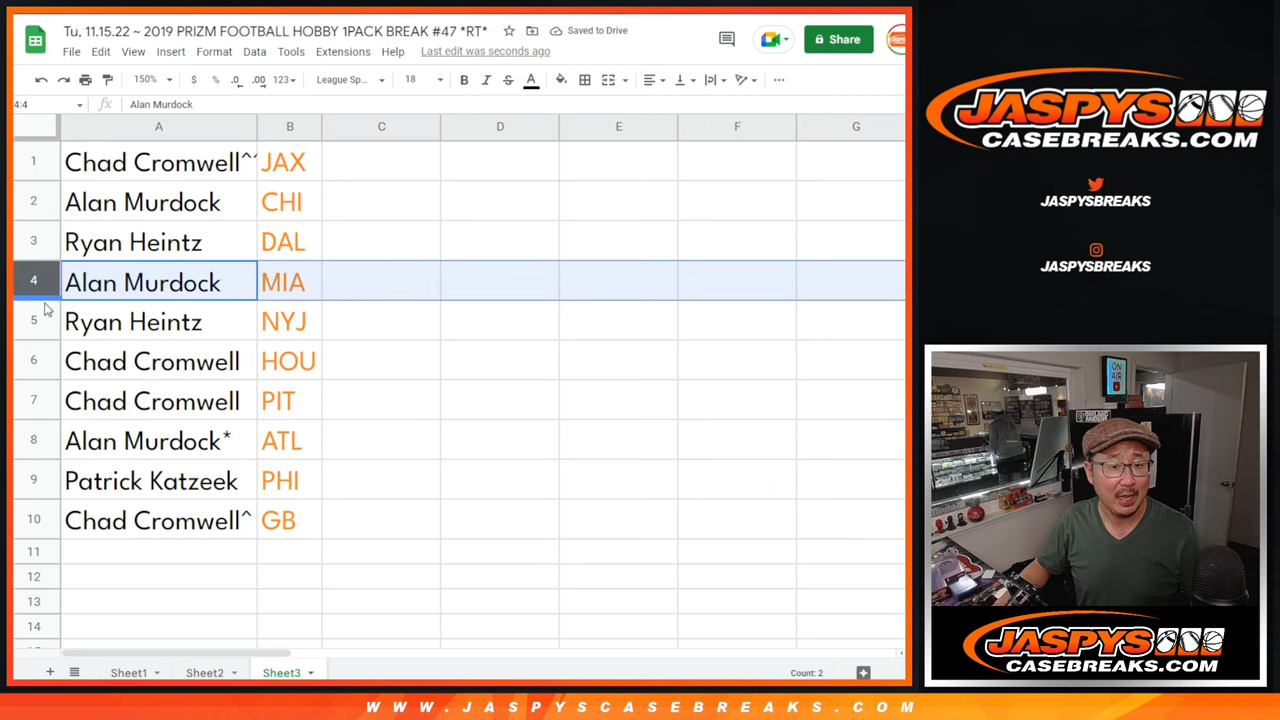 Tu, 11.15.22 ~ 2019 PRIZM FOOTBALL HOBBY 1PACK BREAK #47 *RT* Saved to Drive
File Edit View Insert Format Data Tools Extensions Help Last edit was seconds ago
Share
150% $ % .0 .00 123 League Sp... 18 B I S A
4:4 fx Alan Murdock
A B C D E F G
1 Chad Cromwell^^ JAX
2 Alan Murdock CHI
3 Ryan Heintz DAL
4 Alan Murdock MIA
5 Ryan Heintz NYJ
6 Chad Cromwell HOU
7 Chad Cromwell PIT
8 Alan Murdock* ATL
9 Patrick Katzeek PHI
10 Chad Cromwell^ GB
11
12
13
14
+ Sheet1 Sheet2 Sheet3 Count: 2
JASPYS
CASEBREAKS.COM
JASPYSBREAKS
JASPYSBREAKS
ON AIR
JASPYS
CASEBREAKS.COM
WWW.JASPYSCASEBREAKS.COM